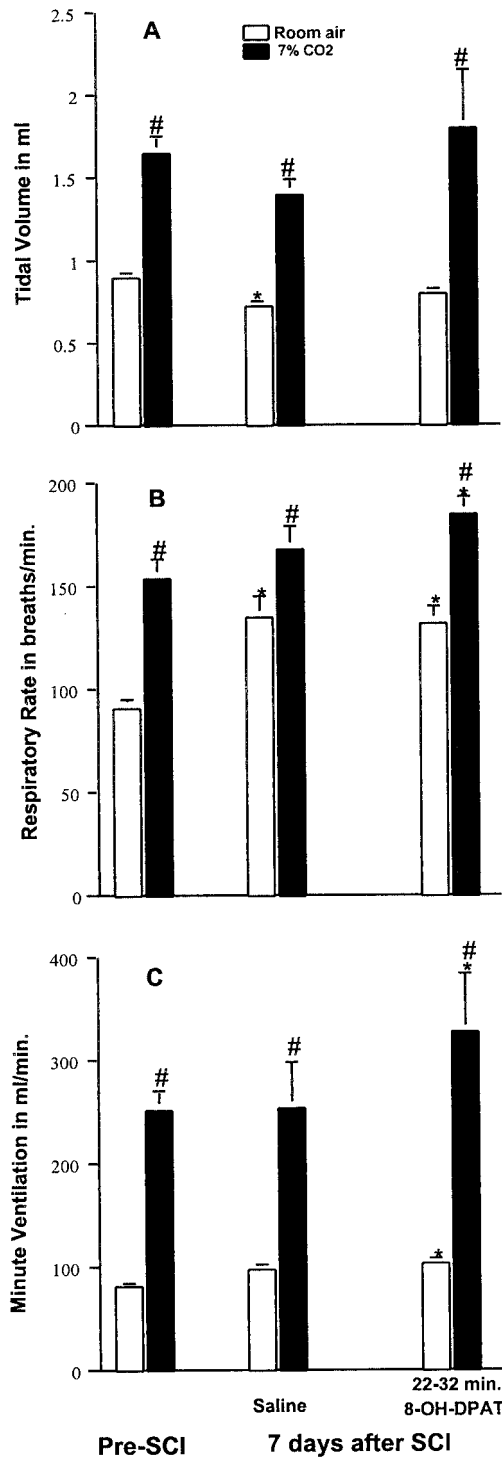 A
Room air
7% CO2
Tidal Volume in ml
2.5
2
1.5
1
0.5
0
#
#
#
*
B
Respiratory Rate in breaths/min.
200
150
100
50
0
#
#
#
*
*
*
C
Minute Ventilation in ml/min.
400
300
200
100
0
#
#
#
*
*
Saline
22-32 min.
8-OH-DPAT
Pre-SCI
7 days after SCI